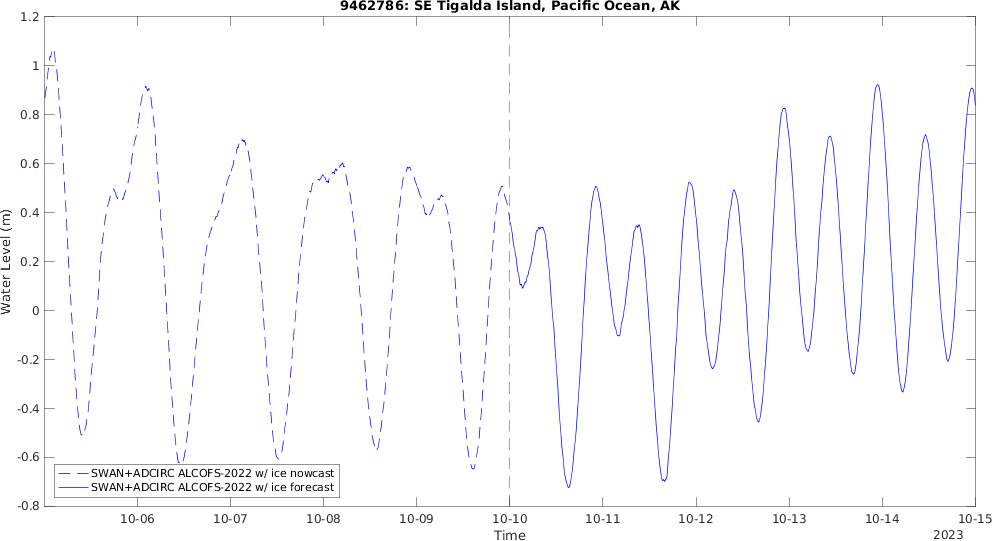 9462786: SE Tigalda Island, Pacific Ocean, AK
Water Level (m)
1.2
1
0.8
0.6
0.4
0.2
0
-0.2
-0.4
-0.6
-0.8
SWAN+ADCIRC ALCOFS-2022 w/ ice nowcast
SWAN+ADCIRC ALCOFS-2022 w/ ice forecast
10-06 10-07 10-08 10-09 10-10 10-11 10-12 10-13 10-14 10-15
Time
2023